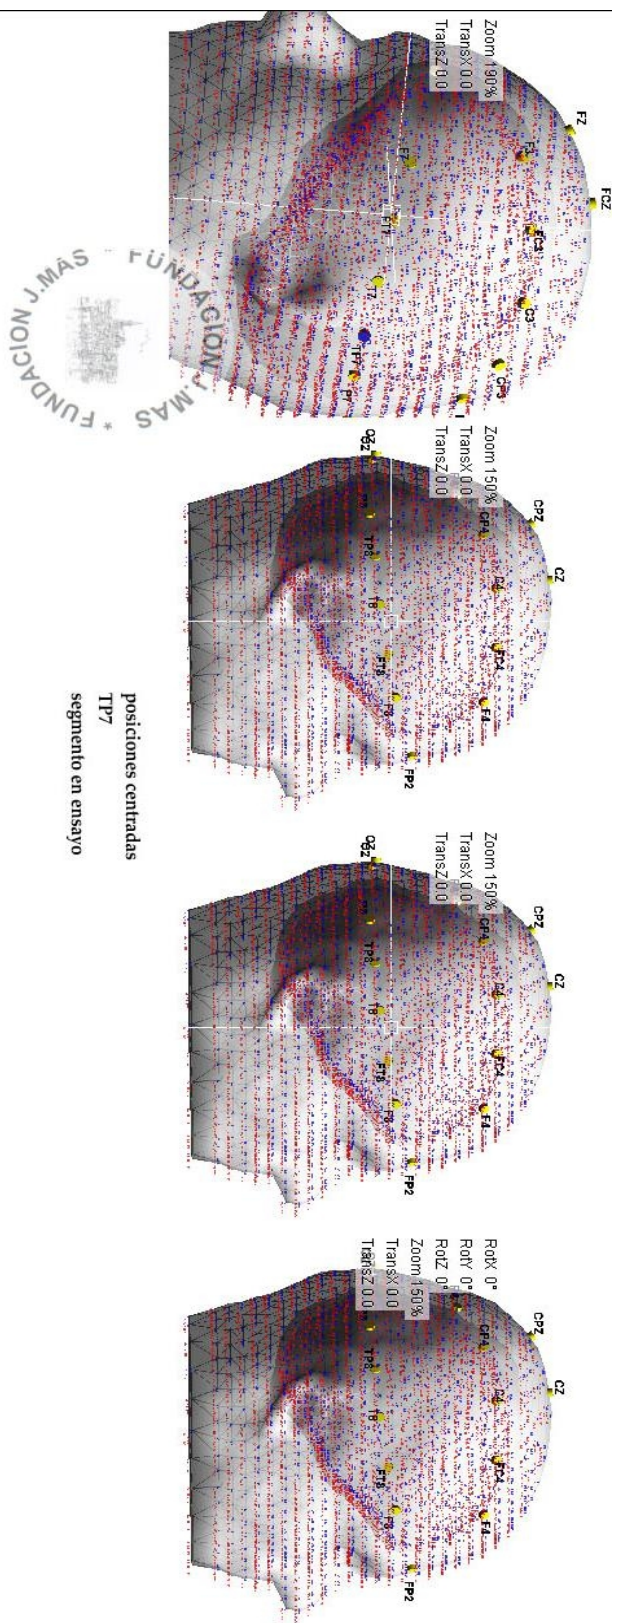 Zoom 190%
TransX 0.0
TransZ 0.0
FZ
FCZ
F3
F7
FC3
FT7
C3
T7
CP3
TP7
P7
FUNDACION J.MAS * FUNDACION J.MAS *
Zoom 150%
TransX 0.0
TransZ 0.0
OZ
CPZ
CP4
TP8
CZ
C4
T8
FC4
FT8
F4
F8
FP2
posiciones centradas
TP7
segmento en ensayo
Zoom 150%
TransX 0.0
TransZ 0.0
OZ
CPZ
CP4
TP8
CZ
C4
T8
FC4
FT8
F4
F8
FP2
RotX 0°
RotY 0°
RotZ 0°
Zoom 150%
TransX 0.0
TransZ 0.0
CPZ
CP4
TP8
CZ
C4
T8
FC4
FT8
F4
F8
FP2